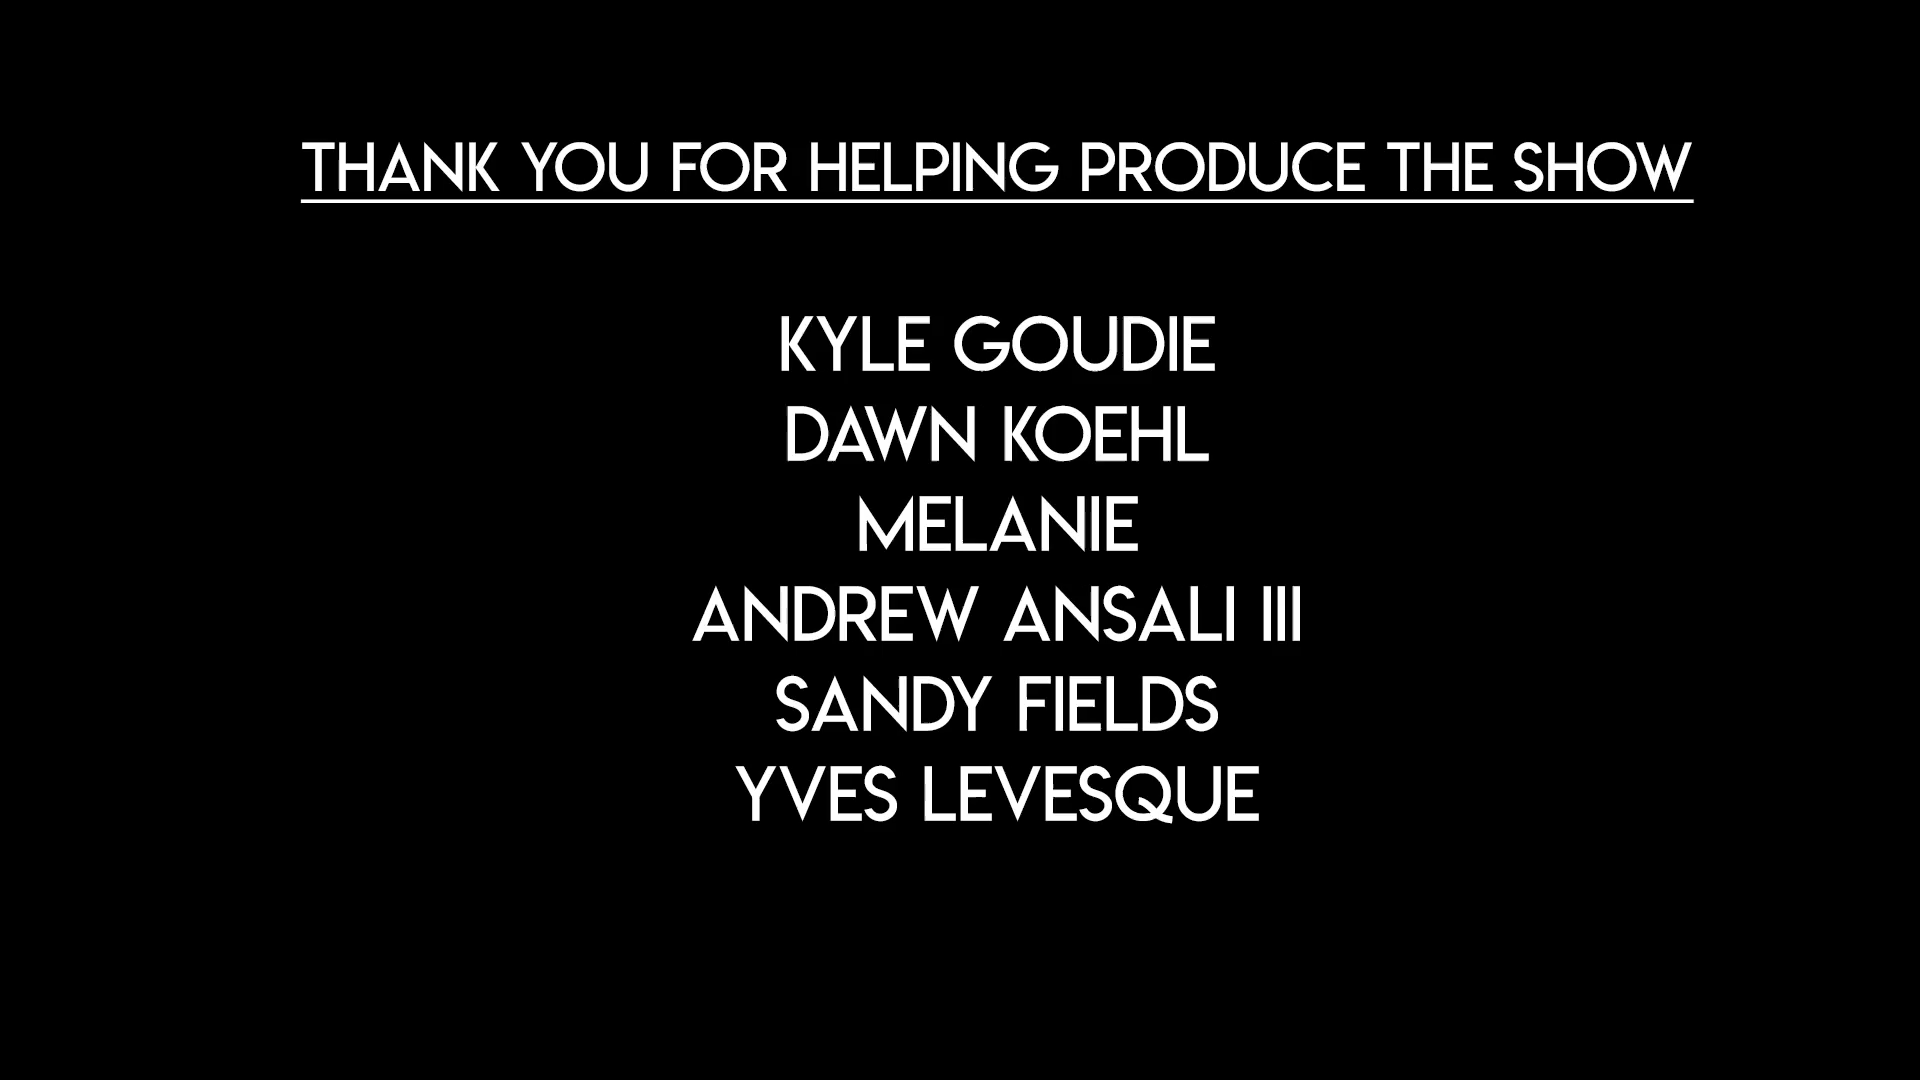 THANK YOU FOR HELPING PRODUCE THE SHOW
KYLE GOUDIE
DAWN KOEHL
MELANIE
ANDREW ANSALI III
SANDY FIELDS
YVES LEVESQUE